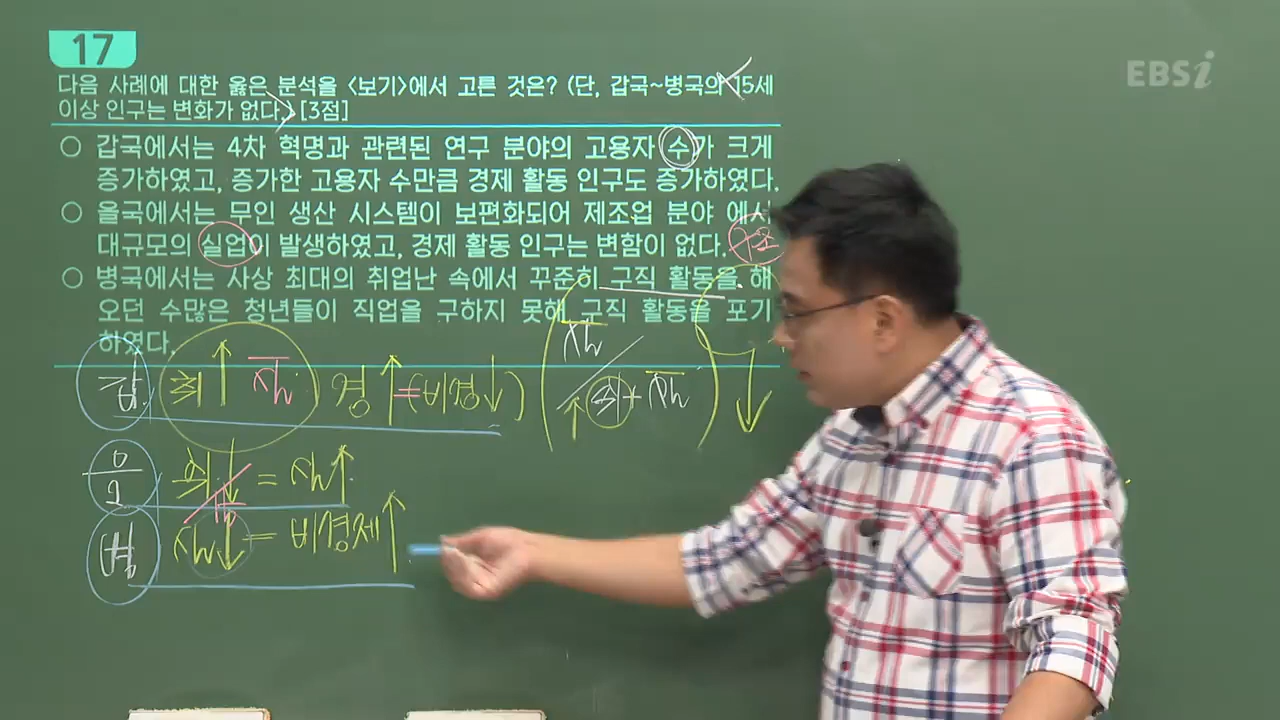 17
EBSi
다음 사례에 대한 옳은 분석을 <보기>에서 고른 것은? (단, 갑국~병국의 15세
이상 인구는 변화가 없다.) [3점]
○ 갑국에서는 4차 혁명과 관련된 연구 분야의 고용자 수가 크게
증가하였고, 증가한 고용자 수만큼 경제 활동 인구도 증가하였다.
○ 을국에서는 무인 생산 시스템이 보편화되어 제조업 분야 에서
대규모의 실업이 발생하였고, 경제 활동 인구는 변함이 없다. 구조
○ 병국에서는 사상 최대의 취업난 속에서 꾸준히 구직 활동을 해
오던 수많은 청년들이 직업을 구하지 못해 구직 활동을 포기
하였다.
갑 취↑ 실 경↑=(비경↓) (실/↑취+실)↓
을 취↓ = 실↑
병 실↓ = 비경제↑